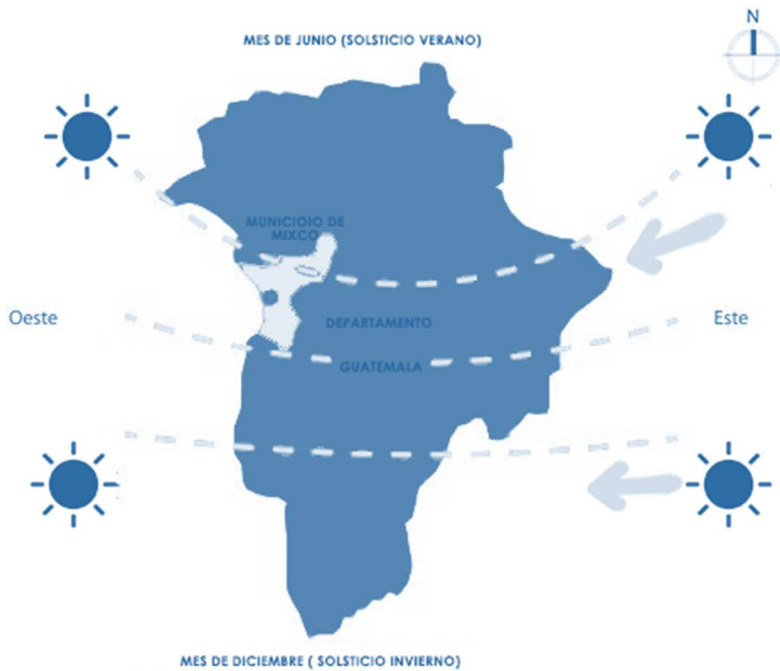 N
MES DE JUNIO (SOLSTICIO VERANO)
MUNICIOIO DE
MIXCO
Oeste
DEPARTAMENTO
Este
GUATEMALA
MES DE DICIEMBRE ( SOLSTICIO INVIERNO)